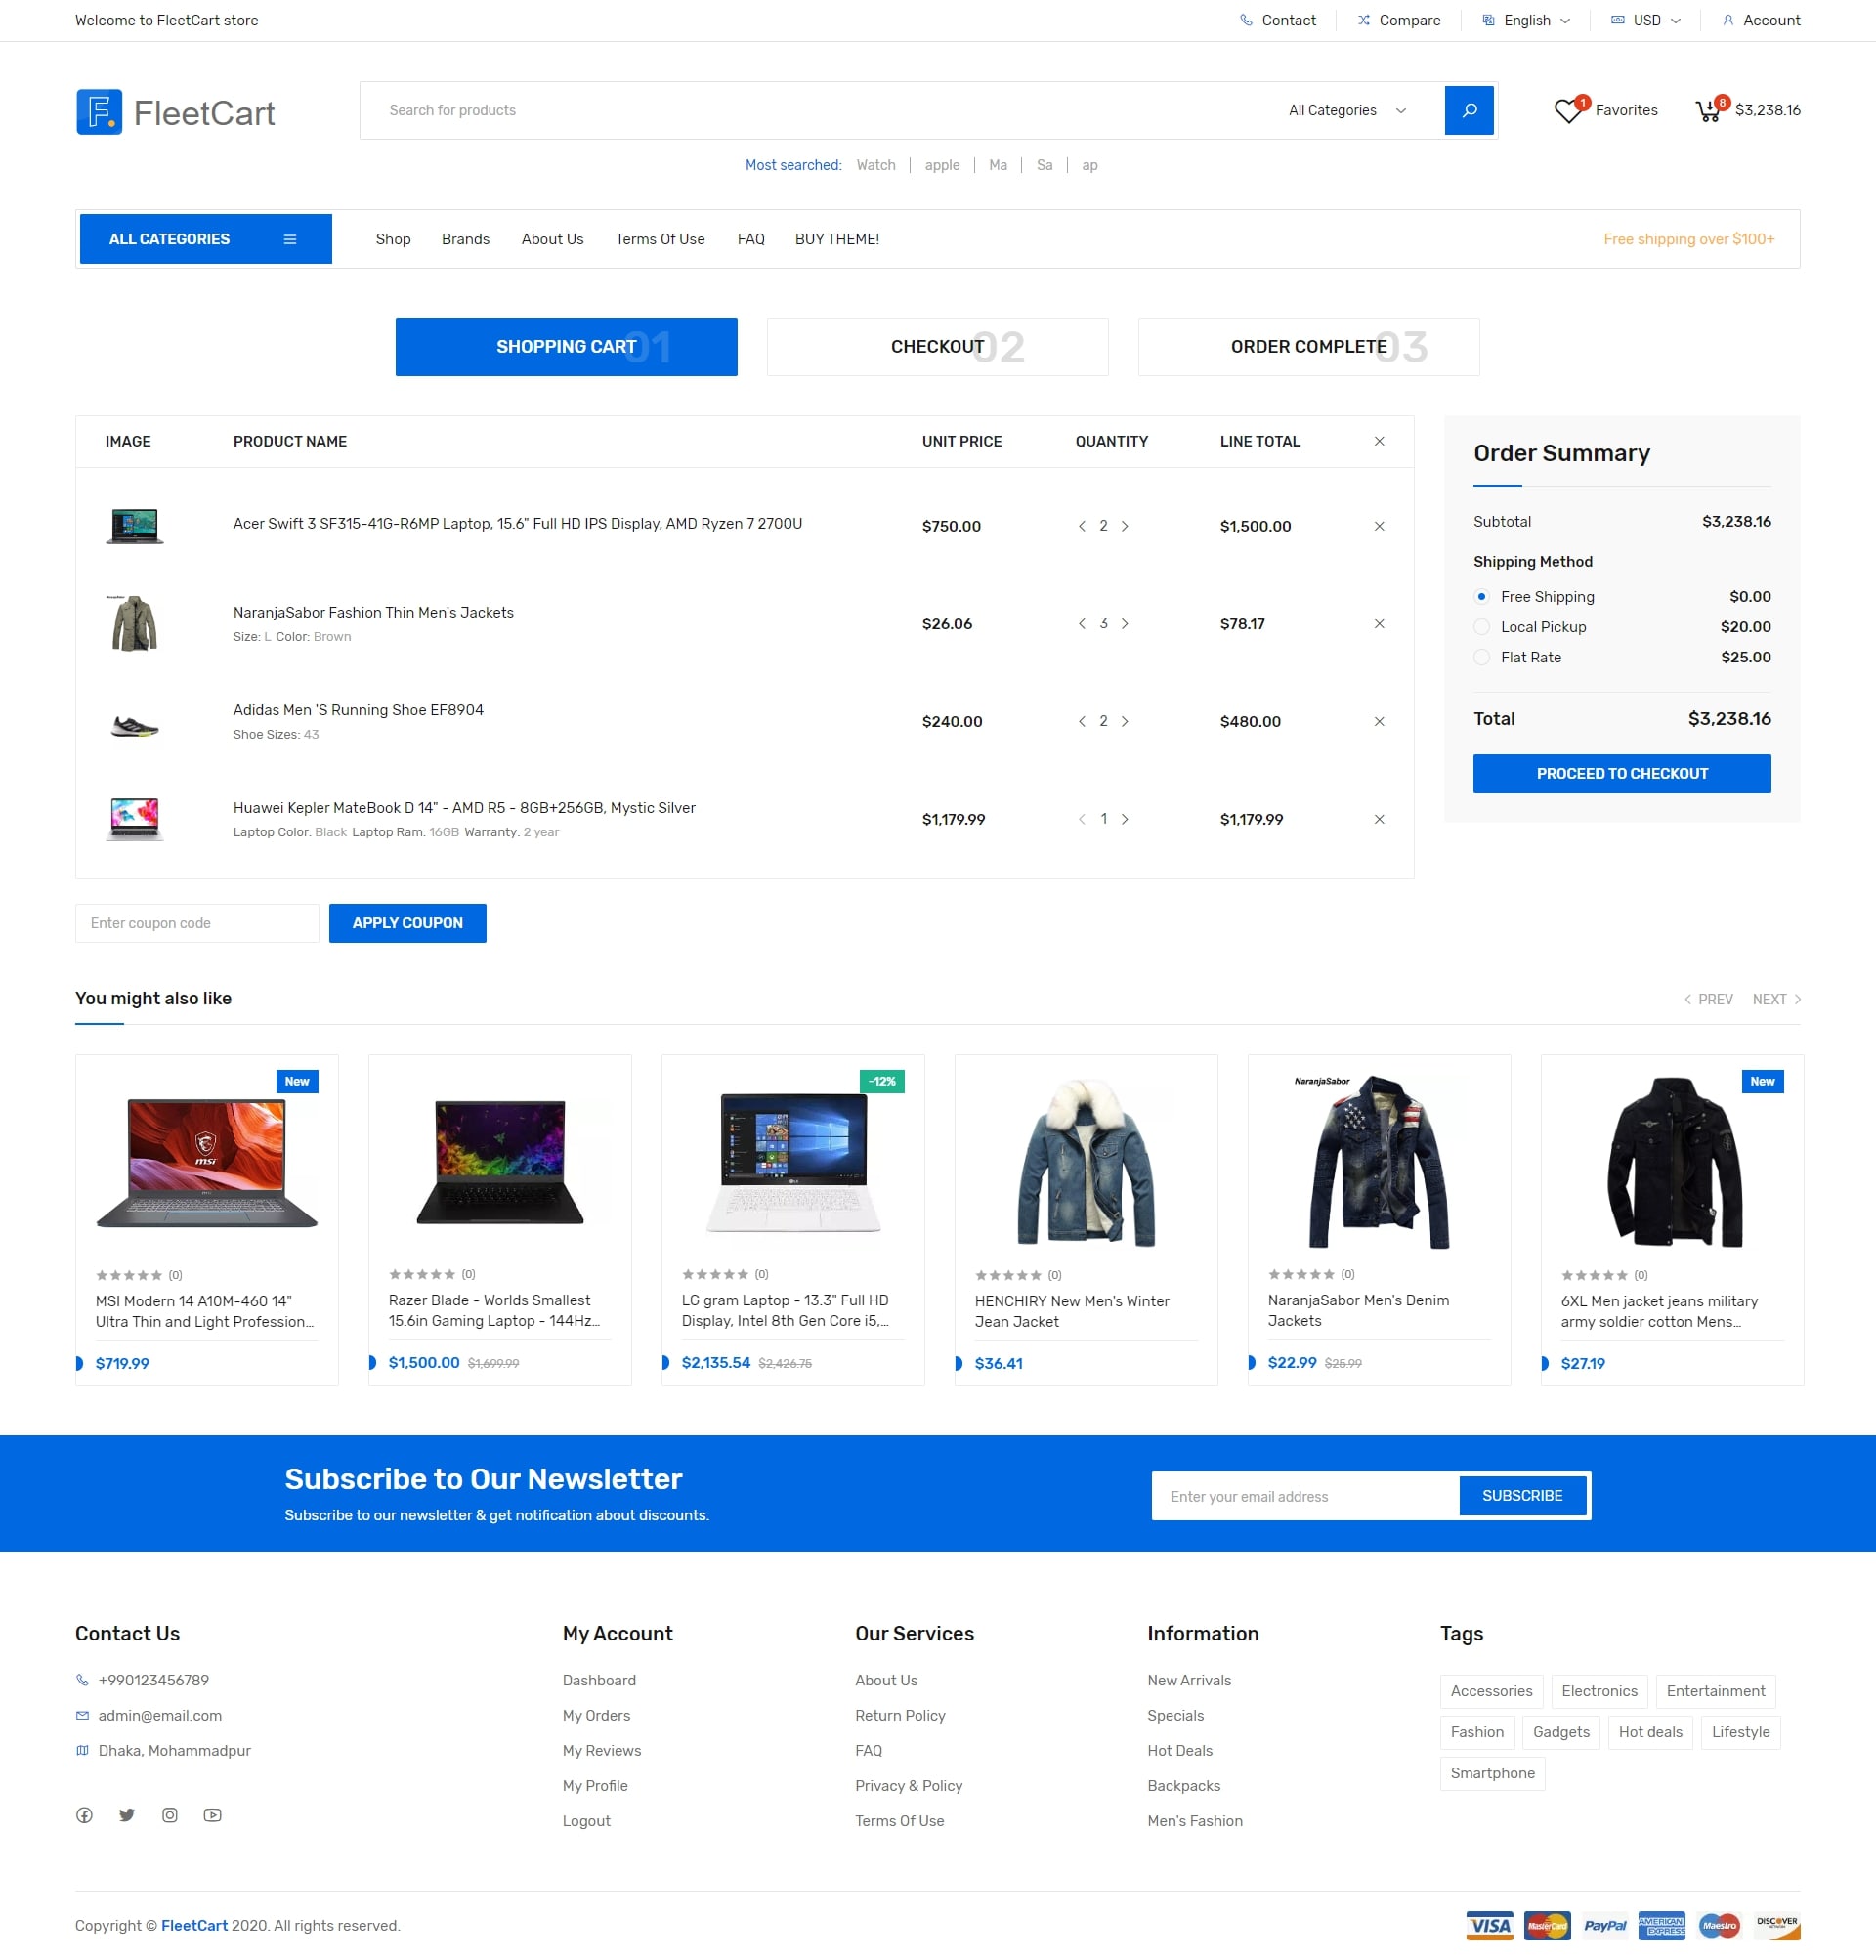 Welcome to FleetCart store
Contact
Compare
English
USD
Account
F. FleetCart
Search for products
All Categories
1
Favorites
8
$3,238.16
Most searched: Watch apple Ma Sa ap
ALL CATEGORIES
Shop Brands About Us Terms Of Use FAQ BUY THEME!
Free shipping over $100+
SHOPPING CART 01
CHECKOUT 02
ORDER COMPLETE 03
IMAGE PRODUCT NAME UNIT PRICE QUANTITY LINE TOTAL
Acer Swift 3 SF315-41G-R6MP Laptop, 15.6" Full HD IPS Display, AMD Ryzen 7 2700U
$750.00 2 $1,500.00
NaranjaSabor Fashion Thin Men's Jackets
Size: L Color: Brown
$26.06 3 $78.17
Adidas Men 'S Running Shoe EF8904
Shoe Sizes: 43
$240.00 2 $480.00
Huawei Kepler MateBook D 14" - AMD R5 - 8GB+256GB, Mystic Silver
Laptop Color: Black Laptop Ram: 16GB Warranty: 2 year
$1,179.99 1 $1,179.99
Order Summary
Subtotal $3,238.16
Shipping Method
Free Shipping $0.00
Local Pickup $20.00
Flat Rate $25.00
Total $3,238.16
PROCEED TO CHECKOUT
Enter coupon code
APPLY COUPON
You might also like
PREV NEXT
New
msi
(0)
MSI Modern 14 A10M-460 14"
Ultra Thin and Light Profession...
$719.99
(0)
Razer Blade - Worlds Smallest
15.6in Gaming Laptop - 144Hz...
$1,500.00 $1,699.99
-12%
(0)
LG gram Laptop - 13.3" Full HD
Display, Intel 8th Gen Core i5,...
$2,135.54 $2,426.75
(0)
HENCHIRY New Men's Winter
Jean Jacket
$36.41
NaranjaSabor
(0)
NaranjaSabor Men's Denim
Jackets
$22.99 $25.99
New
(0)
6XL Men jacket jeans military
army soldier cotton Mens...
$27.19
Subscribe to Our Newsletter
Subscribe to our newsletter & get notification about discounts.
Enter your email address
SUBSCRIBE
Contact Us
+990123456789
admin@email.com
Dhaka, Mohammadpur
My Account
Dashboard
My Orders
My Reviews
My Profile
Logout
Our Services
About Us
Return Policy
FAQ
Privacy & Policy
Terms Of Use
Information
New Arrivals
Specials
Hot Deals
Backpacks
Men's Fashion
Tags
Accessories Electronics Entertainment
Fashion Gadgets Hot deals Lifestyle
Smartphone
Copyright © FleetCart 2020. All rights reserved.
VISA MasterCard PayPal AMERICAN EXPRESS Maestro DISCOVER